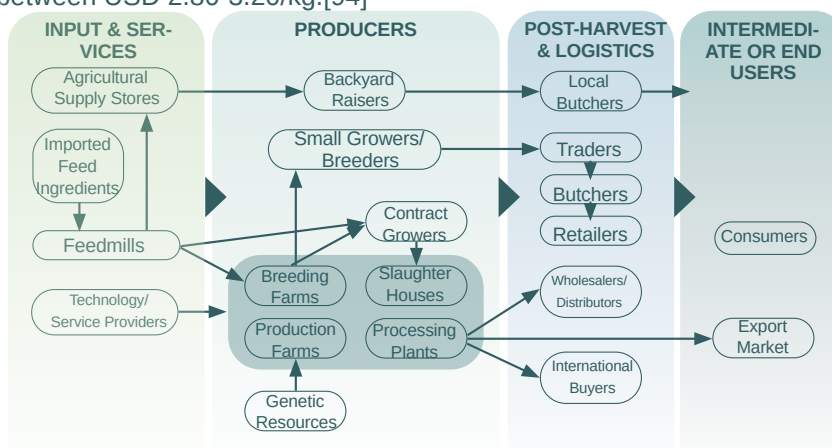 between USD 2.80-3.20/kg.[94]
INPUT & SER-
VICES
Agricultural
Supply Stores
Imported
Feed
Ingredients
Feedmills
Technology/
Service Providers
PRODUCERS
Backyard
Raisers
Small Growers/
Breeders
Contract
Growers
Breeding
Farms
Slaughter
Houses
Production
Farms
Processing
Plants
Genetic
Resources
POST-HARVEST
& LOGISTICS
Local
Butchers
Traders
Butchers
Retailers
Wholesalers/
Distributors
International
Buyers
INTERMEDI-
ATE OR END
USERS
Consumers
Export
Market